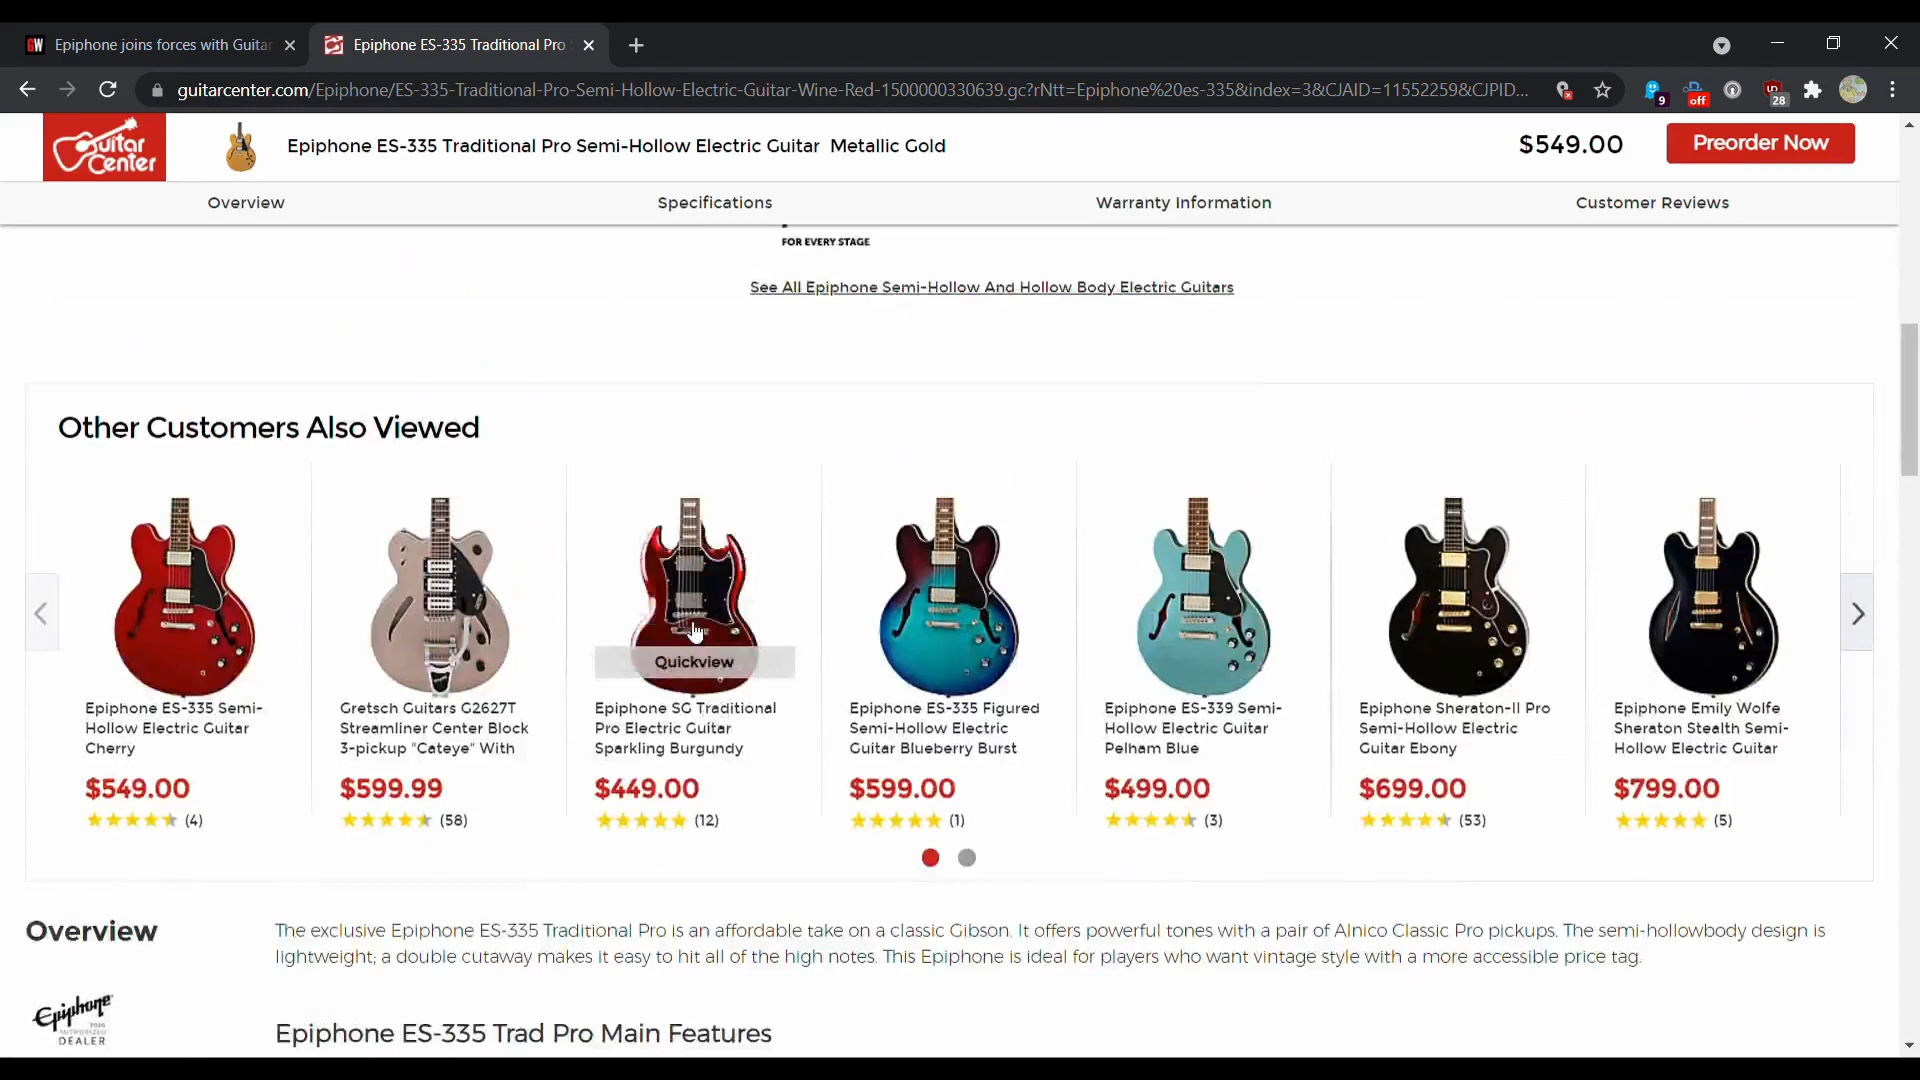 GW Epiphone joins forces with Guitar
Epiphone ES-335 Traditional Pro
guitarcenter.com/Epiphone/ES-335-Traditional-Pro-Semi-Hollow-Electric-Guitar-Wine-Red-1500000330639.gc?rNtt=Epiphone%20es-335&index=3&CJAID=11552259&CJPID...
9 off 28
Guitar Center
Epiphone ES-335 Traditional Pro Semi-Hollow Electric Guitar Metallic Gold
$549.00
Preorder Now
Overview
Specifications
Warranty Information
Customer Reviews
FOR EVERY STAGE
See All Epiphone Semi-Hollow And Hollow Body Electric Guitars
Other Customers Also Viewed
Quickview
Epiphone ES-335 Semi-
Hollow Electric Guitar
Cherry
$549.00
(4)
Gretsch Guitars G2627T
Streamliner Center Block
3-pickup "Cateye" With
$599.99
(58)
Epiphone SG Traditional
Pro Electric Guitar
Sparkling Burgundy
$449.00
(12)
Epiphone ES-335 Figured
Semi-Hollow Electric
Guitar Blueberry Burst
$599.00
(1)
Epiphone ES-339 Semi-
Hollow Electric Guitar
Pelham Blue
$499.00
(3)
Epiphone Sheraton-II Pro
Semi-Hollow Electric
Guitar Ebony
$699.00
(53)
Epiphone Emily Wolfe
Sheraton Stealth Semi-
Hollow Electric Guitar
$799.00
(5)
Overview
The exclusive Epiphone ES-335 Traditional Pro is an affordable take on a classic Gibson. It offers powerful tones with a pair of Alnico Classic Pro pickups. The semi-hollowbody design is
lightweight; a double cutaway makes it easy to hit all of the high notes. This Epiphone is ideal for players who want vintage style with a more accessible price tag.
Epiphone
AUTHORIZED
DEALER
Epiphone ES-335 Trad Pro Main Features